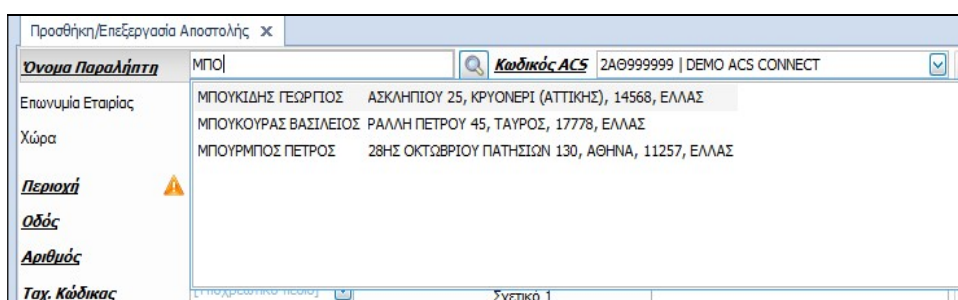 Προσθήκη/Επεξεργασία Αποστολής X
Όνομα Παραλήπτη ΜΠΟ Κωδικός ACS 2ΑΘ999999 | DEMO ACS CONNECT
Επωνυμία Εταιρίας
ΜΠΟΥΚΙΔΗΣ ΓΕΩΡΓΙΟΣ ΑΣΚΛΗΠΙΟΥ 25, ΚΡΥΟΝΕΡΙ (ΑΤΤΙΚΗΣ), 14568, ΕΛΛΑΣ
ΜΠΟΥΚΟΥΡΑΣ ΒΑΣΙΛΕΙΟΣ ΡΑΛΛΗ ΠΕΤΡΟΥ 45, ΤΑΥΡΟΣ, 17778, ΕΛΛΑΣ
Χώρα
ΜΠΟΥΡΜΠΟΣ ΠΕΤΡΟΣ 28ΗΣ ΟΚΤΩΒΡΙΟΥ ΠΑΤΗΣΙΩΝ 130, ΑΘΗΝΑ, 11257, ΕΛΛΑΣ
Περιοχή
Οδός
Αριθμός
Ταχ. Κώδικας
Σχετικό 1